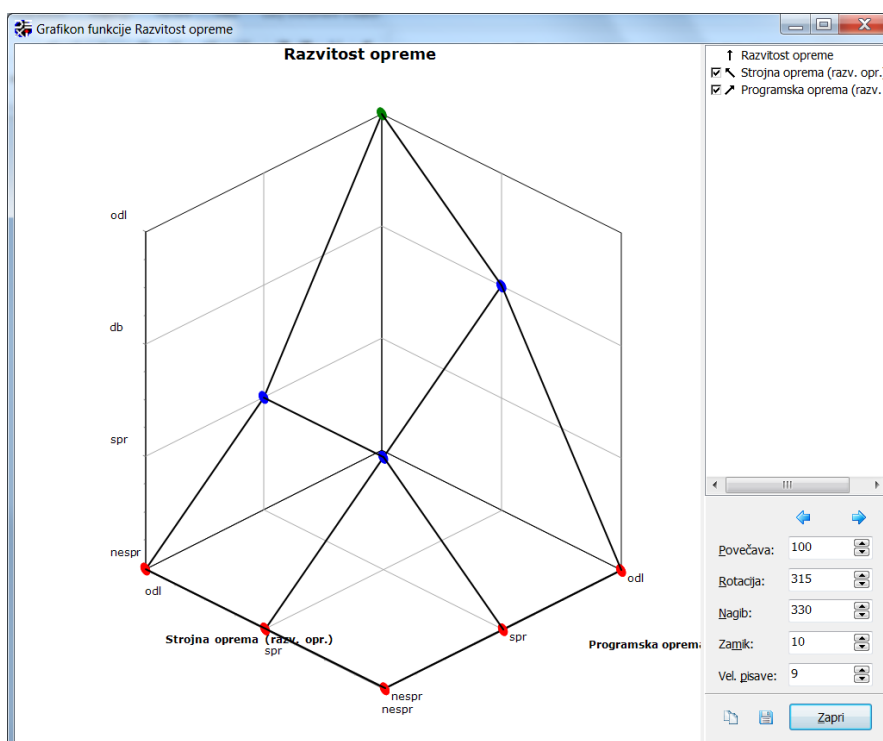 Grafikon funkcije Razvitost opreme
Razvitost opreme
odl
db
spr
nespr
odl
Strojna oprema (razv. opr.)
spr
nespr
nespr
spr
odl
Programska oprema
Razvitost opreme
Strojna oprema (razv. opr.)
Programska oprema (razv.
Povečava: 100
Rotacija: 315
Nagib: 330
Zamik: 10
Vel. pisave: 9
Zapri